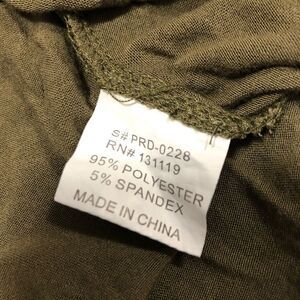 S# PRD-0228
RN# 131119
95% POLYESTER
5% SPANDEX
MADE IN CHINA